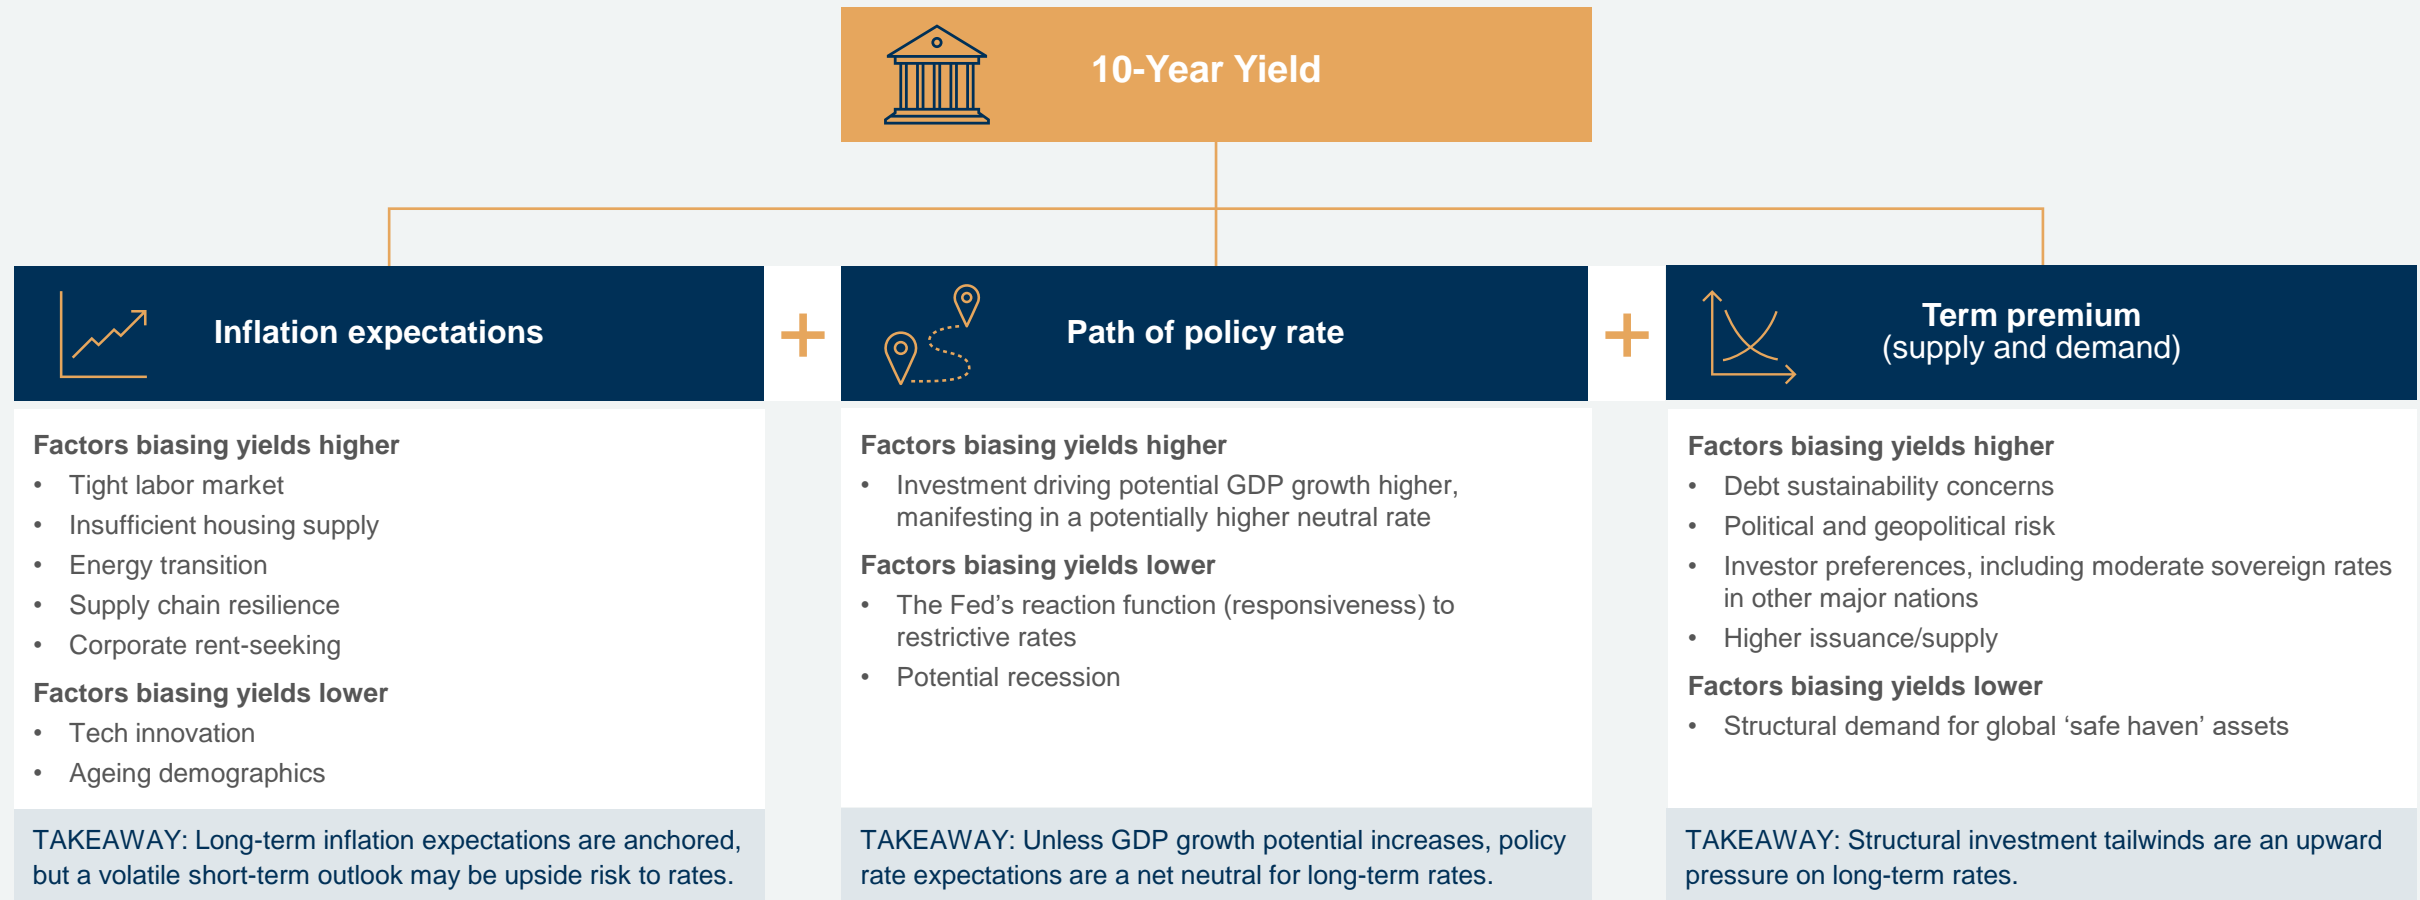 10-Year Yield
Inflation expectations
+
Path of policy rate
+
Term premium
(supply and demand)
Factors biasing yields higher
• Tight labor market
• Insufficient housing supply
• Energy transition
• Supply chain resilience
• Corporate rent-seeking
Factors biasing yields lower
• Tech innovation
• Ageing demographics
TAKEAWAY: Long-term inflation expectations are anchored,
but a volatile short-term outlook may be upside risk to rates.
Factors biasing yields higher
• Investment driving potential GDP growth higher,
manifesting in a potentially higher neutral rate
Factors biasing yields lower
• The Fed’s reaction function (responsiveness) to
restrictive rates
• Potential recession
TAKEAWAY: Unless GDP growth potential increases, policy
rate expectations are a net neutral for long-term rates.
Factors biasing yields higher
• Debt sustainability concerns
• Political and geopolitical risk
• Investor preferences, including moderate sovereign rates
in other major nations
• Higher issuance/supply
Factors biasing yields lower
• Structural demand for global ‘safe haven’ assets
TAKEAWAY: Structural investment tailwinds are an upward
pressure on long-term rates.